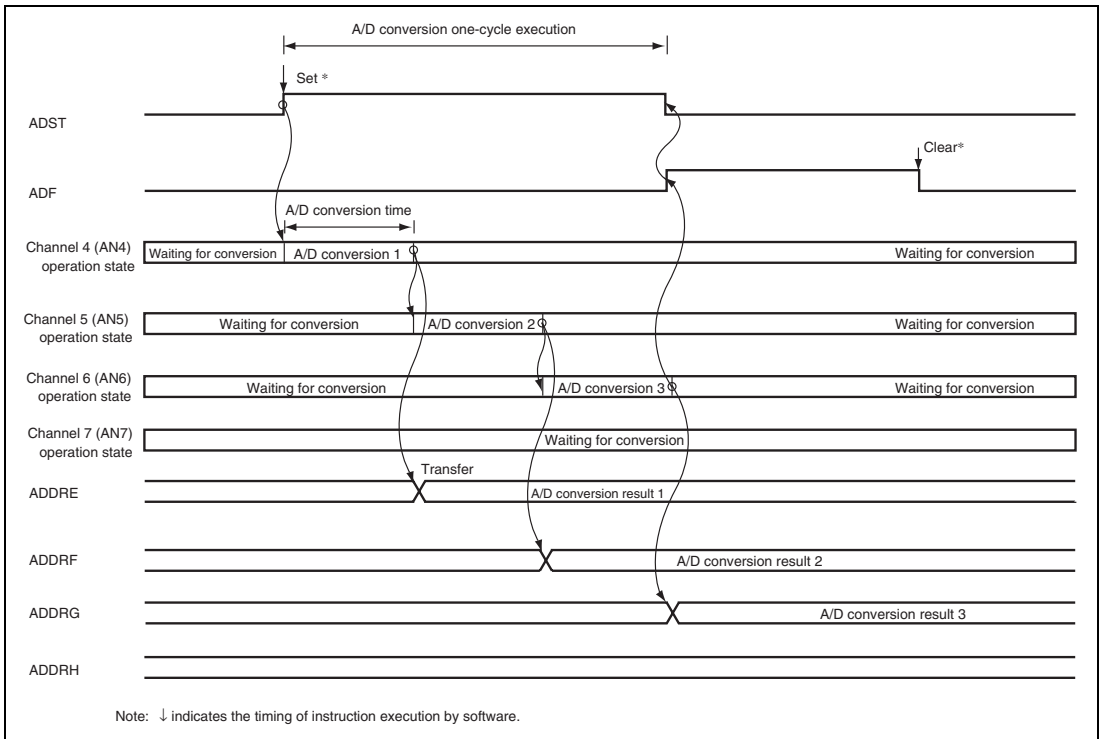 A/D conversion one-cycle execution
Set *
ADST
Clear*
ADF
A/D conversion time
Channel 4 (AN4)
operation state
Waiting for conversion
A/D conversion 1
Waiting for conversion
Channel 5 (AN5)
operation state
Waiting for conversion
A/D conversion 2
Waiting for conversion
Channel 6 (AN6)
operation state
Waiting for conversion
A/D conversion 3
Waiting for conversion
Channel 7 (AN7)
operation state
Waiting for conversion
Transfer
ADDRE
A/D conversion result 1
ADDRF
A/D conversion result 2
ADDRG
A/D conversion result 3
ADDRH
Note: ↓ indicates the timing of instruction execution by software.